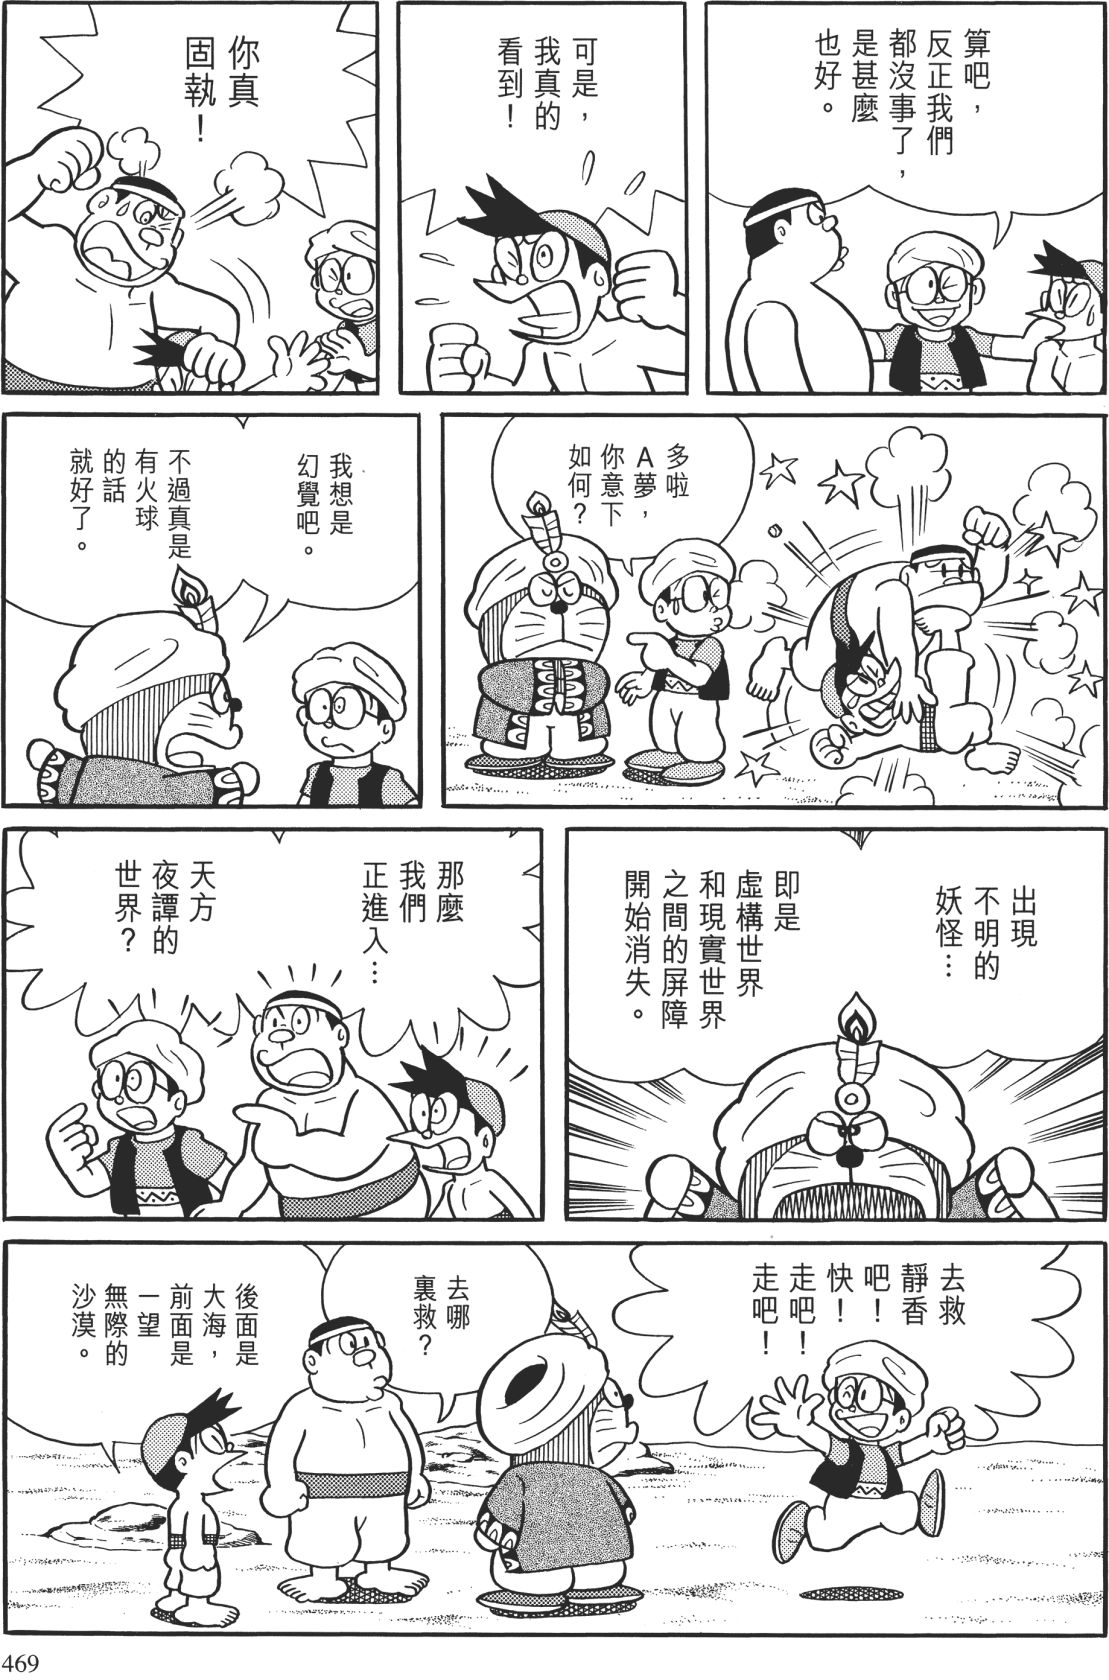 算吧，
反正我們
都沒事了，
是甚麼
也好。
可是，
我真的
看到！
你真
固執！
多啦
A夢，
你意下
如何？
我想是
幻覺吧。
不過真是
有火球
的話
就好了。
出現
不明的
妖怪…
即是
虛構世界
和現實世界
之間的屏障
開始消失。
那麼
我們
正進入…
天方
夜譚的
世界？
去救
靜香
吧！
快！
走吧！
走吧！
去哪
裏救？
後面是
大海，
前面是
一望
無際的
沙漠。
469